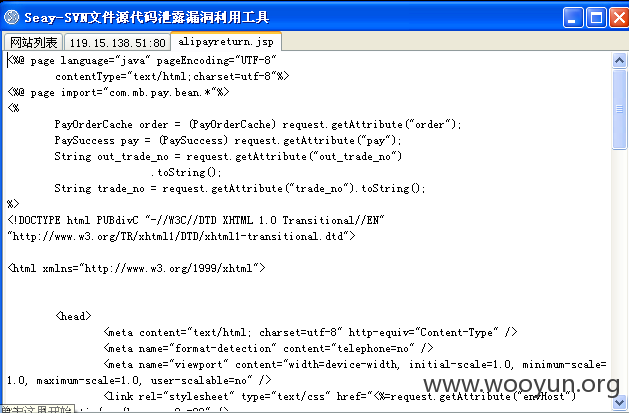 Seay-SVN文件源代码泄露漏洞利用工具
网站列表 119.15.138.51:80 alipayreturn.jsp
<%@ page language="java" pageEncoding="UTF-8"
contentType="text/html;charset=utf-8"%>
<%@ page import="com.mb.pay.bean.*"%>
<%
PayOrderCache order = (PayOrderCache) request.getAttribute("order");
PaySuccess pay = (PaySuccess) request.getAttribute("pay");
String out_trade_no = request.getAttribute("out_trade_no")
.toString();
String trade_no = request.getAttribute("trade_no").toString();
%>
<!DOCTYPE html PUBdivC "-//W3C//DTD XHTML 1.0 Transitional//EN"
"http://www.w3.org/TR/xhtml1/DTD/xhtml1-transitional.dtd">
<html xmlns="http://www.w3.org/1999/xhtml">
<head>
<meta content="text/html; charset=utf-8" http-equiv="Content-Type" />
<meta name="format-detection" content="telephone=no" />
<meta name="viewport" content="width=device-width, initial-scale=1.0, minimum-scale=
1.0, maximum-scale=1.0, user-scalable=no" />
<link rel="stylesheet" type="text/css" href="<%=request.getAttribute("envHost")
www.wooyun.org